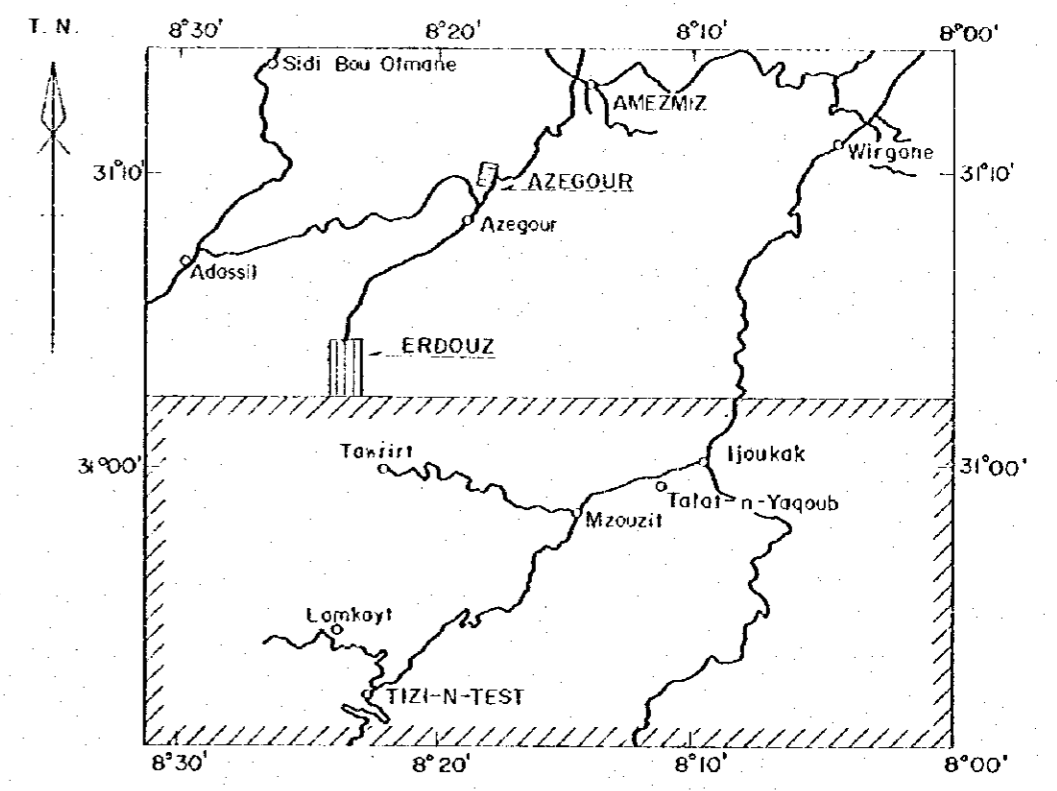 T. N.
8°30'
8°20'
8°10'
8°00'
Sidi Bou Otmane
AMEZMIZ
Wirgane
31°10'
AZEGOUR
31°10'
Azegour
Adassil
ERDOUZ
Tawrirt
Ijoukak
31°00'
31°00'
Talat-n-Yaqoub
Mzouzit
Lamkayt
TIZI-N-TEST
8°30'
8°20'
8°10'
8°00'